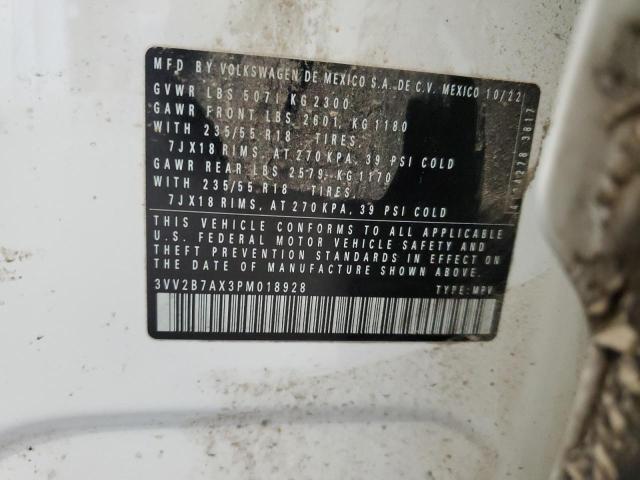 MFD BY VOLKSWAGEN DE MEXICO S.A. DE C.V. MEXICO 10/22
GVWR LBS 5071 KG 2300
GAWR FRONT LBS 2601, KG 1180
WITH 235/55 R18 TIRES,
7JX18 RIMS, AT 270 KPA, 39 PSI COLD
GAWR REAR LBS 2579 KG 1170
WITH 235/55 R18 TIRES
7JX18 RIMS, AT 270 KPA, 39 PSI COLD
THIS VEHICLE CONFORMS TO ALL APPLICABLE
U.S. FEDERAL MOTOR VEHICLE SAFETY AND
THEFT PREVENTION STANDARDS IN EFFECT ON
THE DATE OF MANUFACTURE SHOWN ABOVE.
3VV2B7AX3PM018928 TYPE: MPV
3817